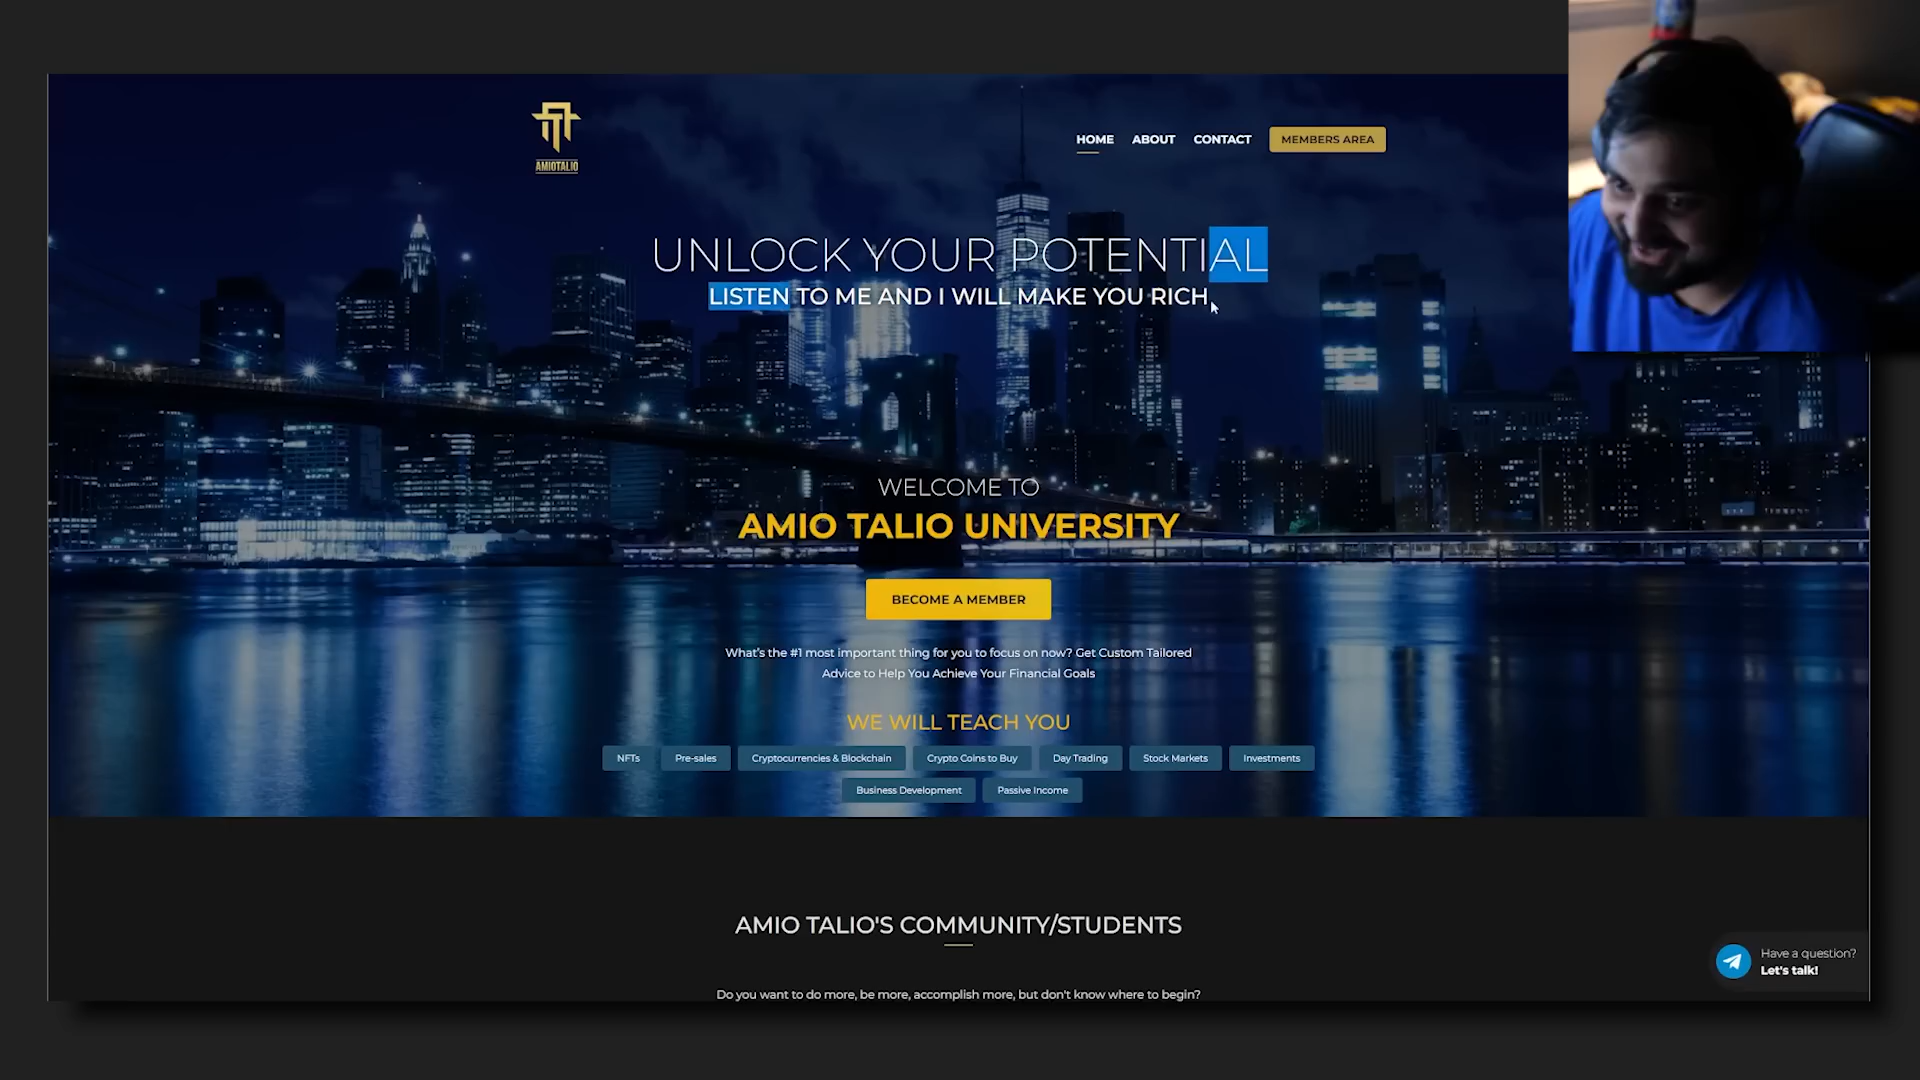 AMIOTALIO
HOME ABOUT CONTACT MEMBERS AREA
UNLOCK YOUR POTENTIAL
LISTEN TO ME AND I WILL MAKE YOU RICH
WELCOME TO
AMIO TALIO UNIVERSITY
BECOME A MEMBER
What's the #1 most important thing for you to focus on now? Get Custom Tailored
Advice to Help You Achieve Your Financial Goals
WE WILL TEACH YOU
NFTs Pre-sales Cryptocurrencies & Blockchain Crypto Coins to Buy Day Trading Stock Markets Investments
Business Development Passive Income
AMIO TALIO'S COMMUNITY/STUDENTS
Have a question?
Let's talk!
Do you want to do more, be more, accomplish more, but don't know where to begin?